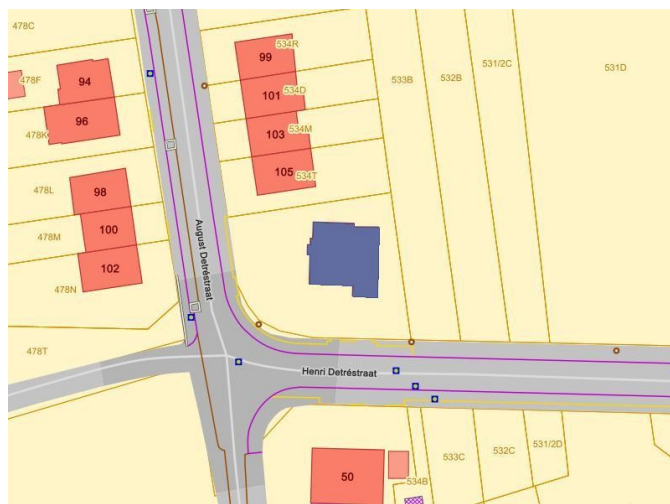 478C
534R
99
478F
94
101
534D
533B
532B
531/2C
531D
96
478K
103
534M
105
534T
478L
98
478M
100
August Detréstraat
102
478N
478T
Henri Detréstraat
50
534B
533C
532C
531/2D